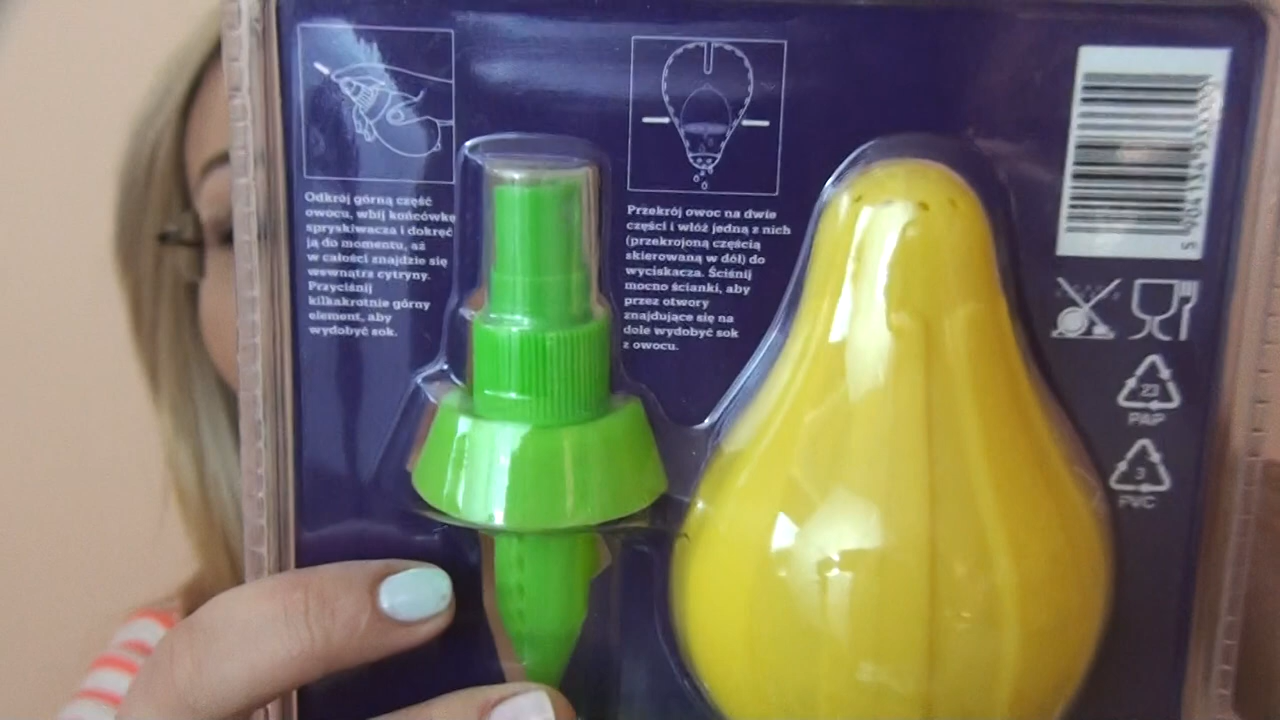 Odkrój górną część
owocu, wbij końcówkę
spryskiwacza i dokręć
ją do momentu, aż
w całości znajdzie się
wewnątrz cytryny.
Przyciśnij
kilkakrotnie górny
element, aby
wydobyć sok.
Przekrój owoc na dwie
części i włóż jedną z nich
(przekrojoną częścią
skierowaną w dół) do
wyciskacza. Ściśnij
mocno ścianki, aby
przez otwory
znajdujące się na
dole wydobyć sok
z owocu.
23
PAP
3
PVC